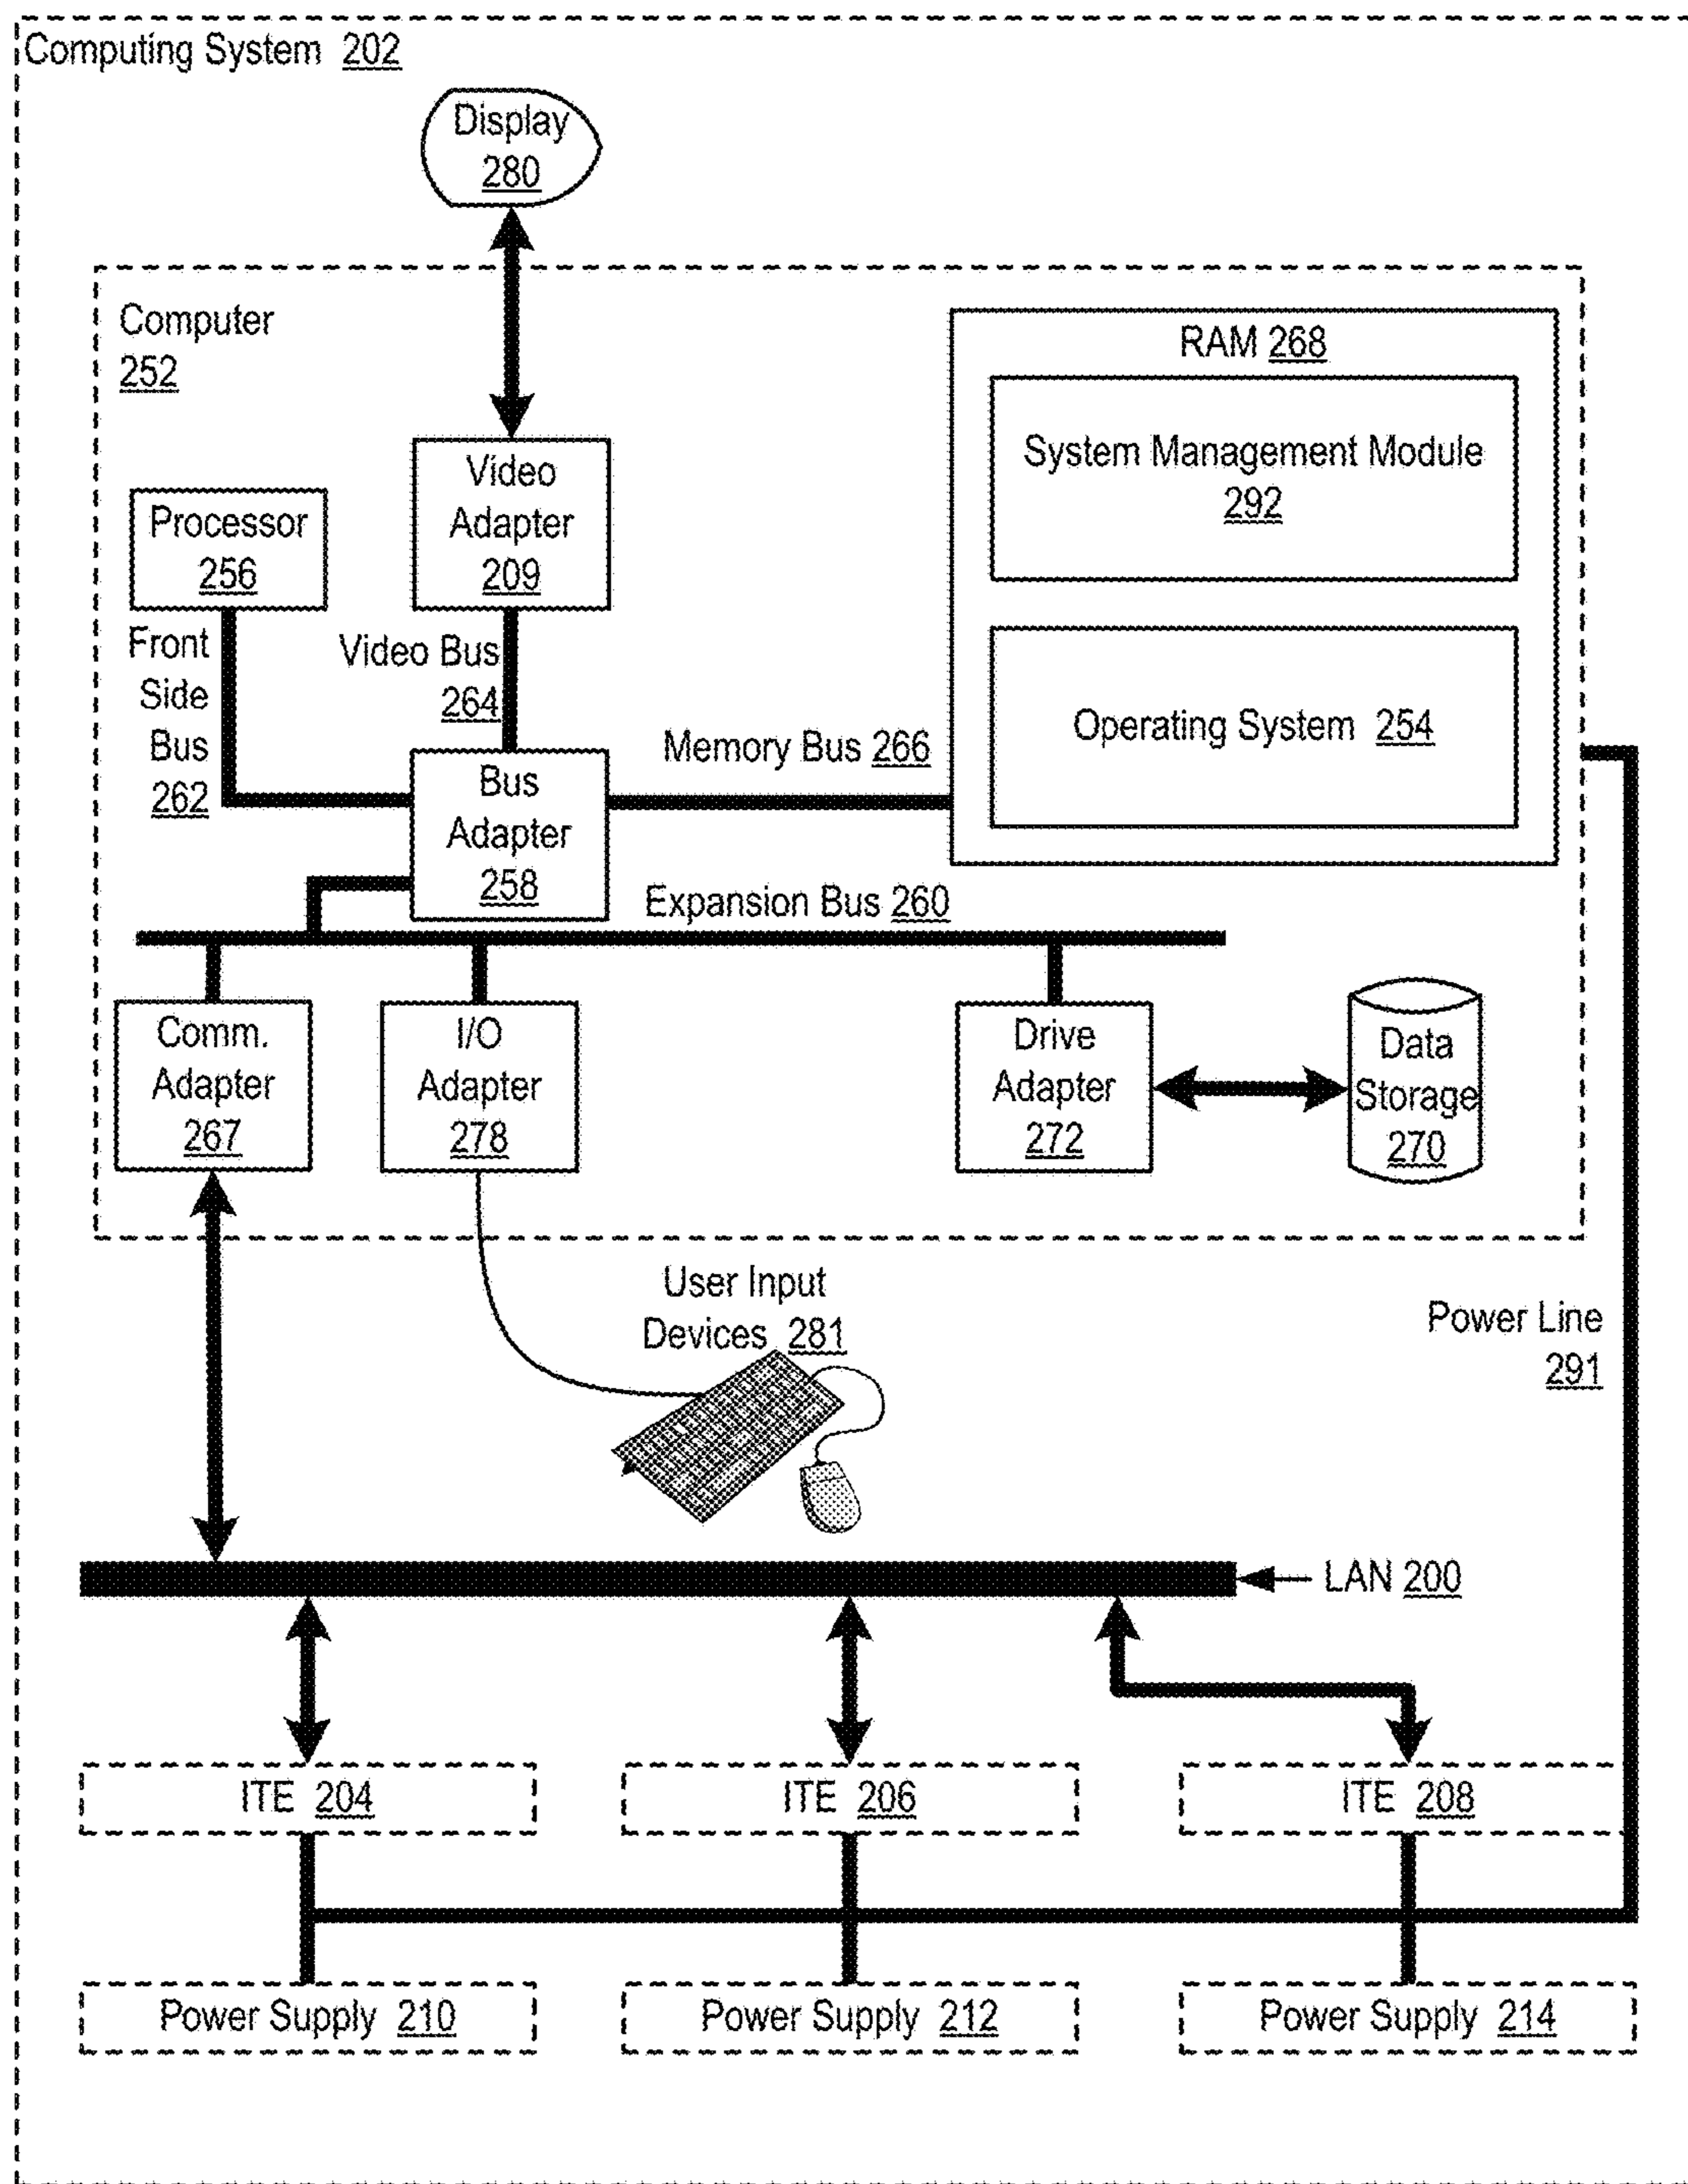 Computing System 202
Display
280
Computer
252
RAM 268
System Management Module
292
Operating System 254
Video
Adapter
209
Processor
256
Front
Side
Bus
262
Video Bus
264
Memory Bus 266
Bus
Adapter
258
Expansion Bus 260
Comm.
Adapter
267
I/O
Adapter
278
Drive
Adapter
272
Data
Storage
270
User Input
Devices 281
Power Line
291
LAN 200
ITE 204
ITE 206
ITE 208
Power Supply 210
Power Supply 212
Power Supply 214